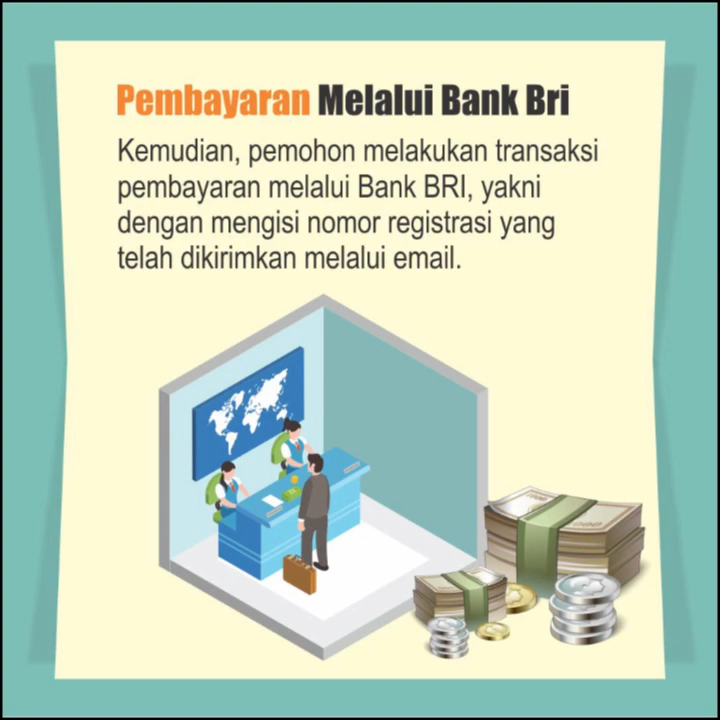 Pembayaran Melalui Bank Bri
Kemudian, pemohon melakukan transaksi
pembayaran melalui Bank BRI, yakni
dengan mengisi nomor registrasi yang
telah dikirimkan melalui email.